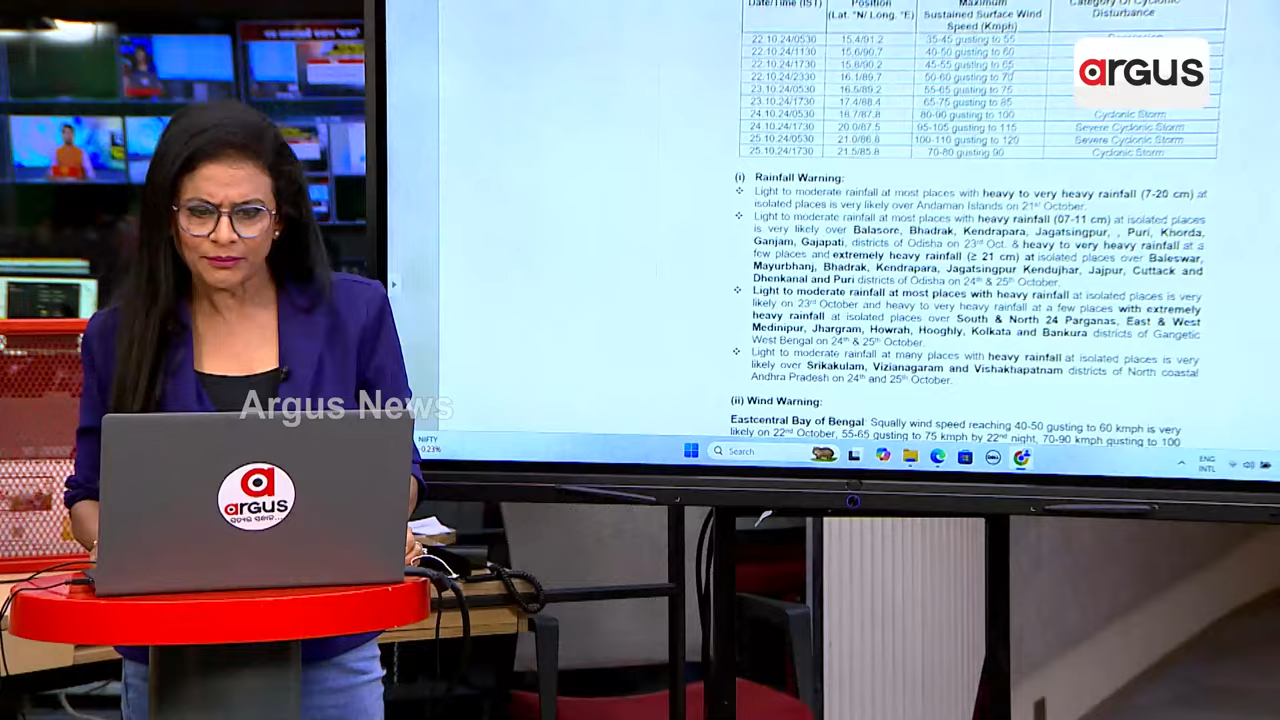 Date/Time (IST) Position (Lat. °N/ Long. °E) Maximum Sustained Surface Wind Speed (Kmph) Category Of Cyclonic Disturbance
22.10.24/0530 15.4/91.2 35-45 gusting to 55
22.10.24/1130 15.6/90.7 40-50 gusting to 60
22.10.24/1730 15.8/90.2 45-55 gusting to 65
22.10.24/2330 16.1/89.7 50-60 gusting to 70
23.10.24/0530 16.5/89.2 55-65 gusting to 75
23.10.24/1730 17.4/88.4 65-75 gusting to 85
24.10.24/0530 18.7/87.8 80-90 gusting to 100 Cyclonic Storm
24.10.24/1730 20.0/87.5 95-105 gusting to 115 Severe Cyclonic Storm
25.10.24/0530 21.0/86.8 100-110 gusting to 120 Severe Cyclonic Storm
25.10.24/1730 21.5/85.8 70-80 gusting 90 Cyclonic Storm
argus
(i) Rainfall Warning:
❖ Light to moderate rainfall at most places with heavy to very heavy rainfall (7-20 cm) at
isolated places is very likely over Andaman Islands on 21st October.
❖ Light to moderate rainfall at most places with heavy rainfall (07-11 cm) at isolated places
is very likely over Balasore, Bhadrak, Kendrapara, Jagatsingpur, , Puri, Khorda,
Ganjam, Gajapati, districts of Odisha on 23rd Oct. & heavy to very heavy rainfall at a
few places and extremely heavy rainfall (≥ 21 cm) at isolated places over Baleswar,
Mayurbhanj, Bhadrak, Kendrapara, Jagatsingpur Kendujhar, Jajpur, Cuttack and
Dhenkanal and Puri districts of Odisha on 24th & 25th October.
❖ Light to moderate rainfall at most places with heavy rainfall at isolated places is very
likely on 23rd October and heavy to very heavy rainfall at a few places with extremely
heavy rainfall at isolated places over South & North 24 Parganas, East & West
Medinipur, Jhargram, Howrah, Hooghly, Kolkata and Bankura districts of Gangetic
West Bengal on 24th & 25th October.
❖ Light to moderate rainfall at many places with heavy rainfall at isolated places is very
likely over Srikakulam, Vizianagaram and Vishakhapatnam districts of North coastal
Andhra Pradesh on 24th and 25th October.
(ii) Wind Warning:
Eastcentral Bay of Bengal: Squally wind speed reaching 40-50 gusting to 60 kmph is very
likely on 22nd October, 55-65 gusting to 75 kmph by 22nd night, 70-90 kmph gusting to 100
Argus News
NIFTY
0.23%
Search
DELL
ENG
INTL
argus